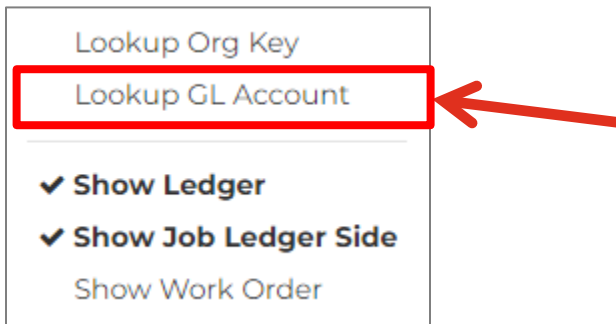 Lookup Org Key
Lookup GL Account
Show Ledger
Show Job Ledger Side
Show Work Order